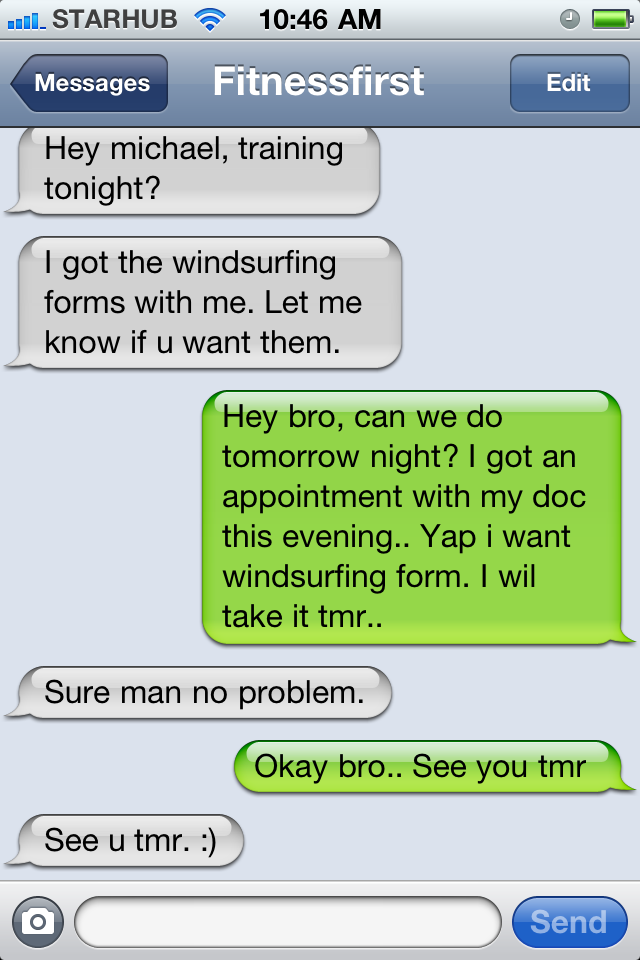 STARHUB 10:46 AM
Messages Fitnessfirst Edit
Hey michael, training
tonight?
I got the windsurfing
forms with me. Let me
know if u want them.
Hey bro, can we do
tomorrow night? I got an
appointment with my doc
this evening.. Yap i want
windsurfing form. I wil
take it tmr..
Sure man no problem.
Okay bro.. See you tmr
See u tmr. :)
Send